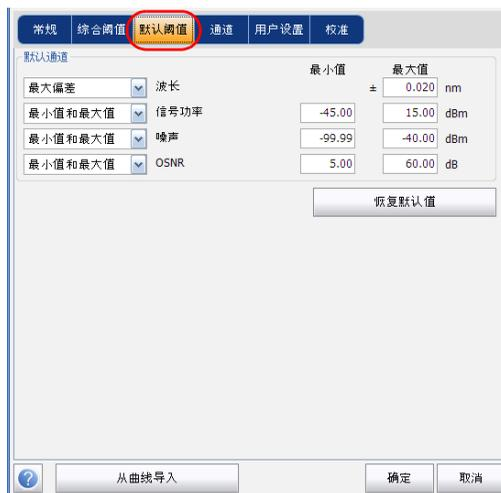 常规 综合阈值 默认阈值 通道 用户设置 校准
默认通道
最小值 最大值
最大偏差 波长 ± 0.020 nm
最小值和最大值 信号功率 -45.00 15.00 dBm
最小值和最大值 噪声 -99.99 -40.00 dBm
最小值和最大值 OSNR 5.00 60.00 dB
恢复默认值
? 从曲线导入 确定 取消